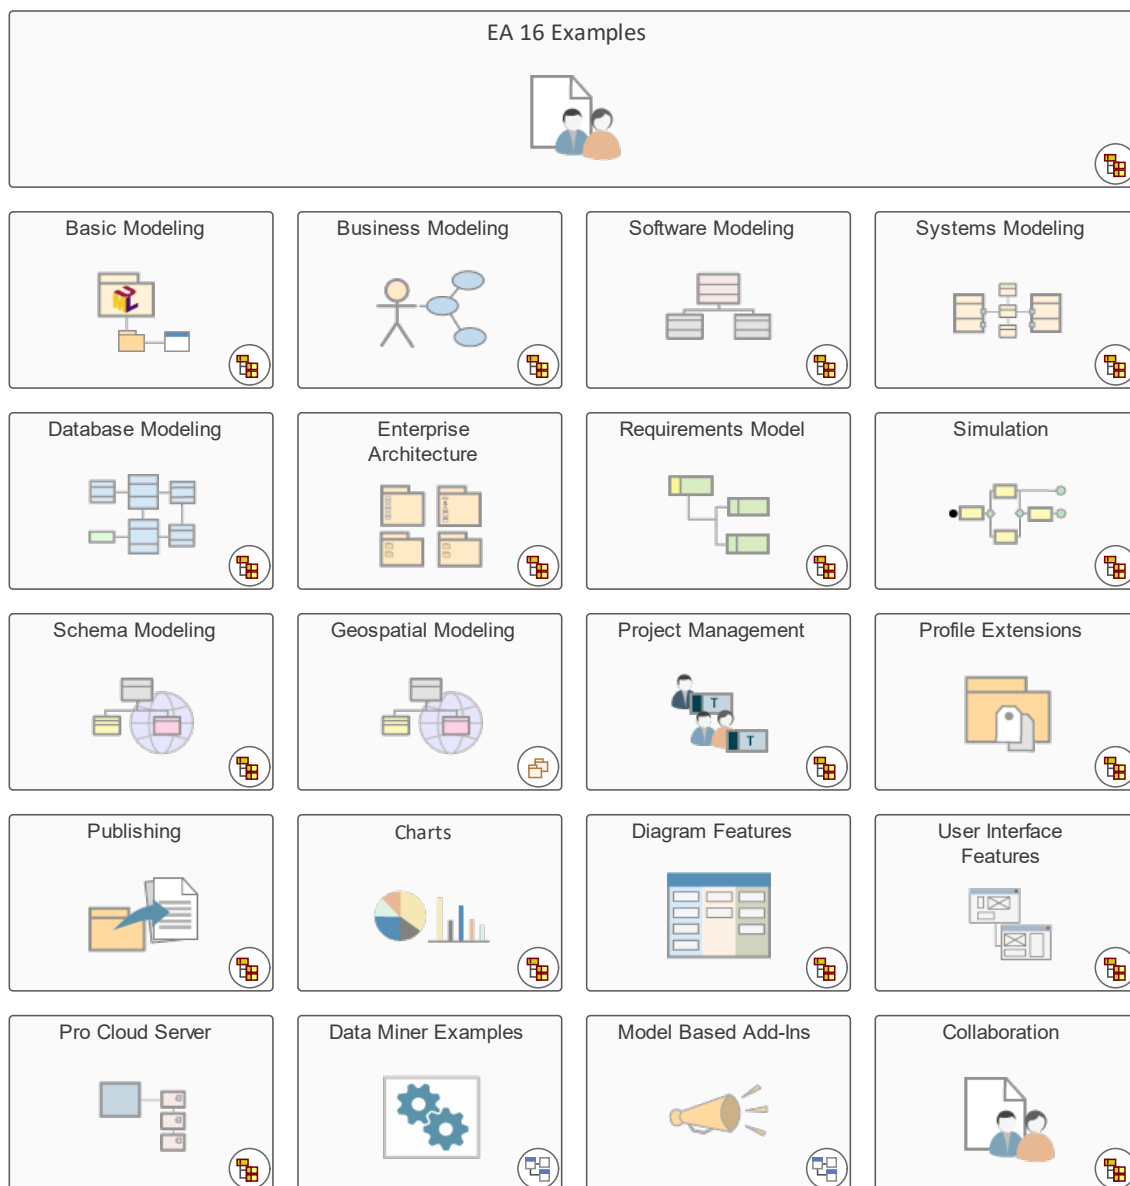 EA 16 Examples
Basic Modeling
Business Modeling
Software Modeling
Systems Modeling
Database Modeling
Enterprise
Architecture
Requirements Model
Simulation
Schema Modeling
Geospatial Modeling
Project Management
Profile Extensions
T
T
Publishing
Charts
Diagram Features
User Interface
Features
Pro Cloud Server
Data Miner Examples
Model Based Add-Ins
Collaboration